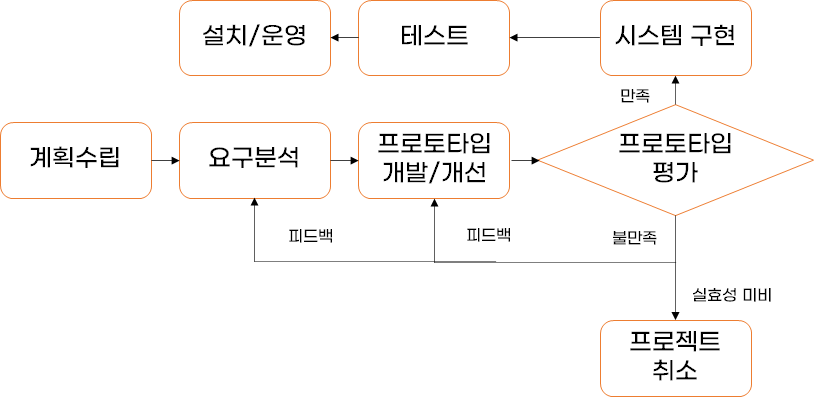 설치/운영
테스트
시스템 구현
만족
계획수립
요구분석
프로토타입
개발/개선
프로토타입
평가
피드백
피드백
불만족
실효성 미비
프로젝트
취소